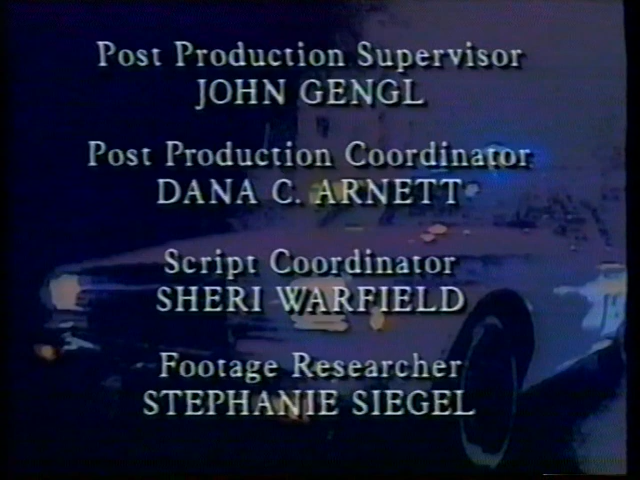 Post Production Supervisor
JOHN GENGL
Post Production Coordinator
DANA C. ARNETT
Script Coordinator
SHERI WARFIELD
Footage Researcher
STEPHANIE SIEGEL